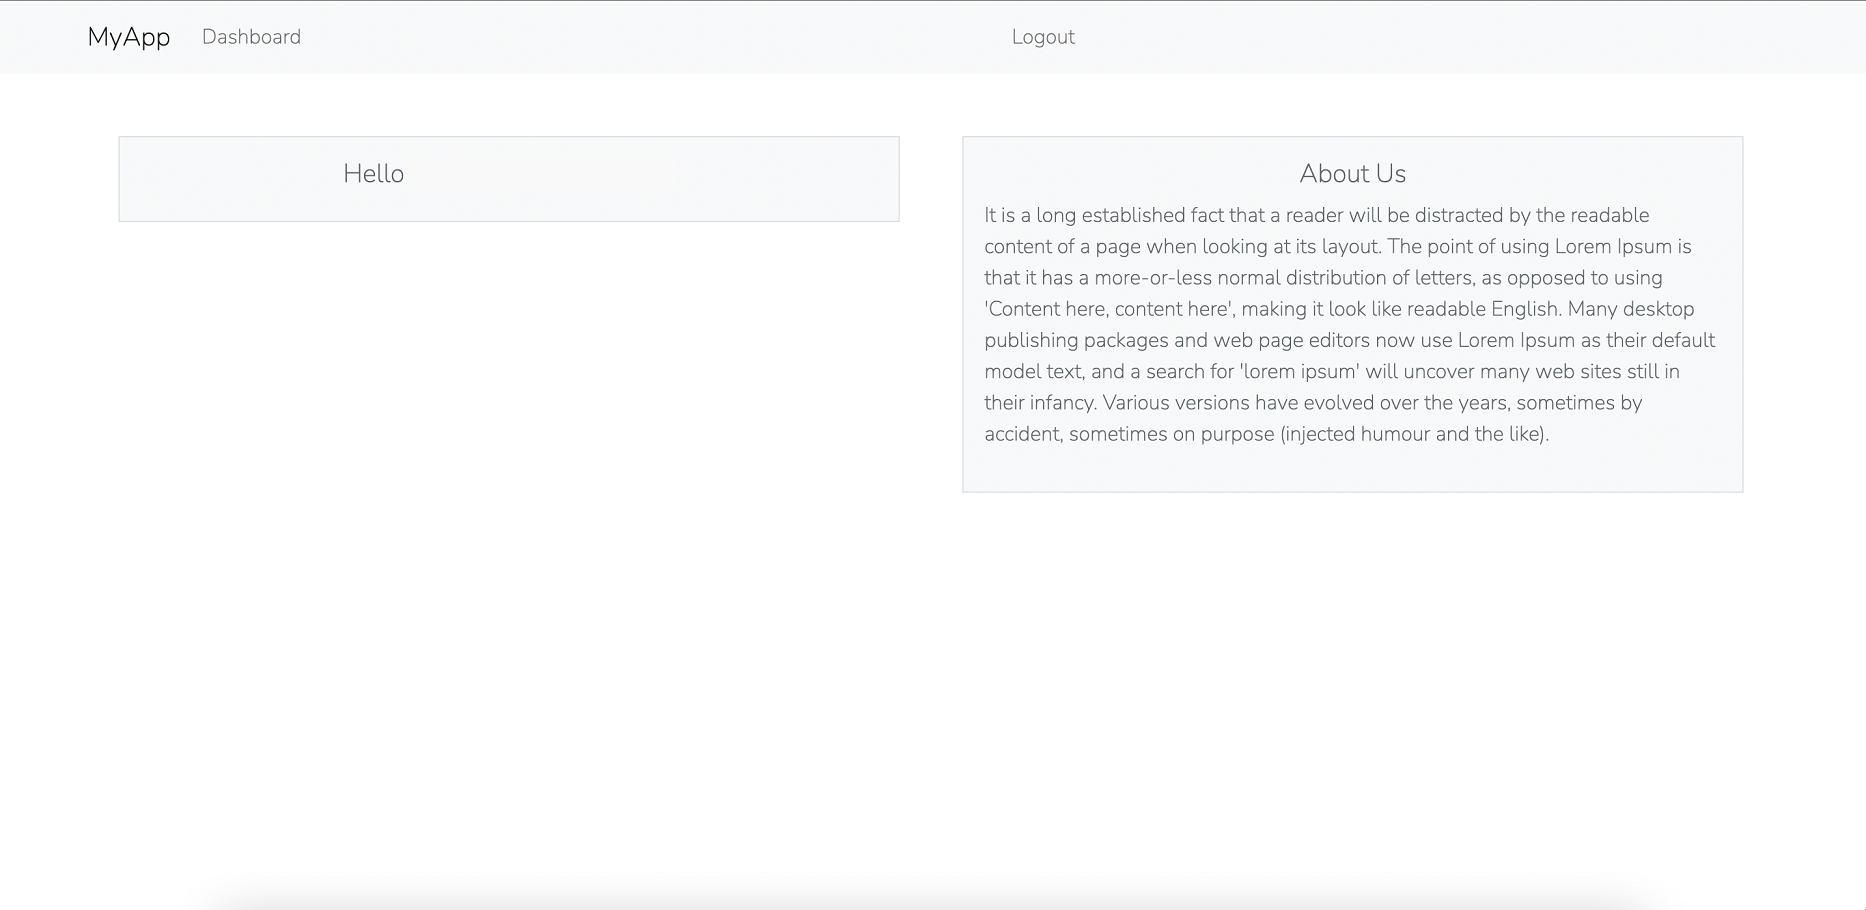 MyApp Dashboard Logout
Hello
About Us
It is a long established fact that a reader will be distracted by the readable
content of a page when looking at its layout. The point of using Lorem Ipsum is
that it has a more-or-less normal distribution of letters, as opposed to using
'Content here, content here', making it look like readable English. Many desktop
publishing packages and web page editors now use Lorem Ipsum as their default
model text, and a search for 'lorem ipsum' will uncover many web sites still in
their infancy. Various versions have evolved over the years, sometimes by
accident, sometimes on purpose (injected humour and the like).